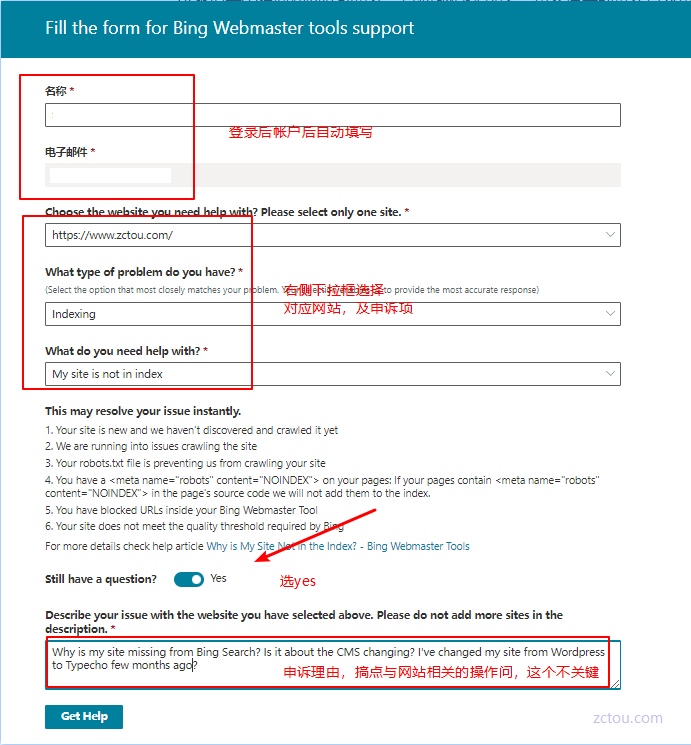 Fill the form for Bing Webmaster tools support
名称 *
登录后帐户后自动填写
电子邮件 *
Choose the website you need help with? Please select only one site. *
https://www.zctou.com/
What type of problem do you have? *
(Select the option that most closely matches your problem. to provide the most accurate response)
右侧下拉框选择
对应网站，及申诉项
Indexing
What do you need help with? *
My site is not in index
This may resolve your issue instantly.
1. Your site is new and we haven't discovered and crawled it yet
2. We are running into issues crawling the site
3. Your robots.txt file is preventing us from crawling your site
4. You have a <meta name="robots" content="NOINDEX"> on your pages: If your pages contain <meta name="robots"
content="NOINDEX"> in the page's source code we will not add them to the index.
5. You have blocked URLs inside your Bing Webmaster Tool
6. Your site does not meet the quality threshold required by Bing
For more details check help article Why is My Site Not in the Index? - Bing Webmaster Tools
Still have a question? Yes
选yes
Describe your issue with the website you have selected above. Please do not add more sites in the
description. *
Why is my site missing from Bing Search? Is it about the CMS changing? I've changed my site from Wordpress
to Typecho few months ago?
申诉理由，搞点与网站相关的操作问，这个不关键
Get Help
zctou.com